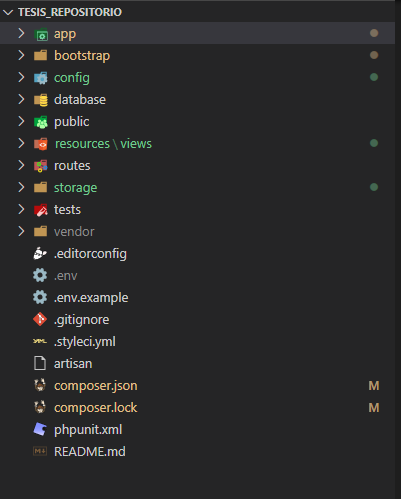 TESIS_REPOSITORIO
app
bootstrap
config
database
public
resources \ views
routes
storage
tests
vendor
.editorconfig
.env
.env.example
.gitignore
.styleci.yml
artisan
composer.json M
composer.lock M
phpunit.xml
README.md